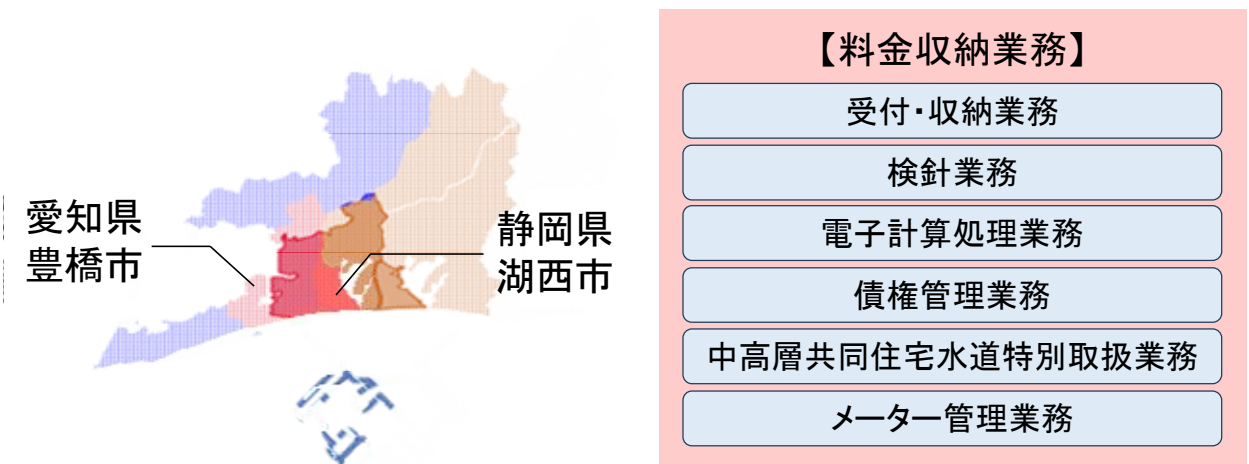 愛知県
豊橋市
静岡県
湖西市
【料金収納業務】
受付・収納業務
検針業務
電子計算処理業務
債権管理業務
中高層共同住宅水道特別取扱業務
メーター管理業務